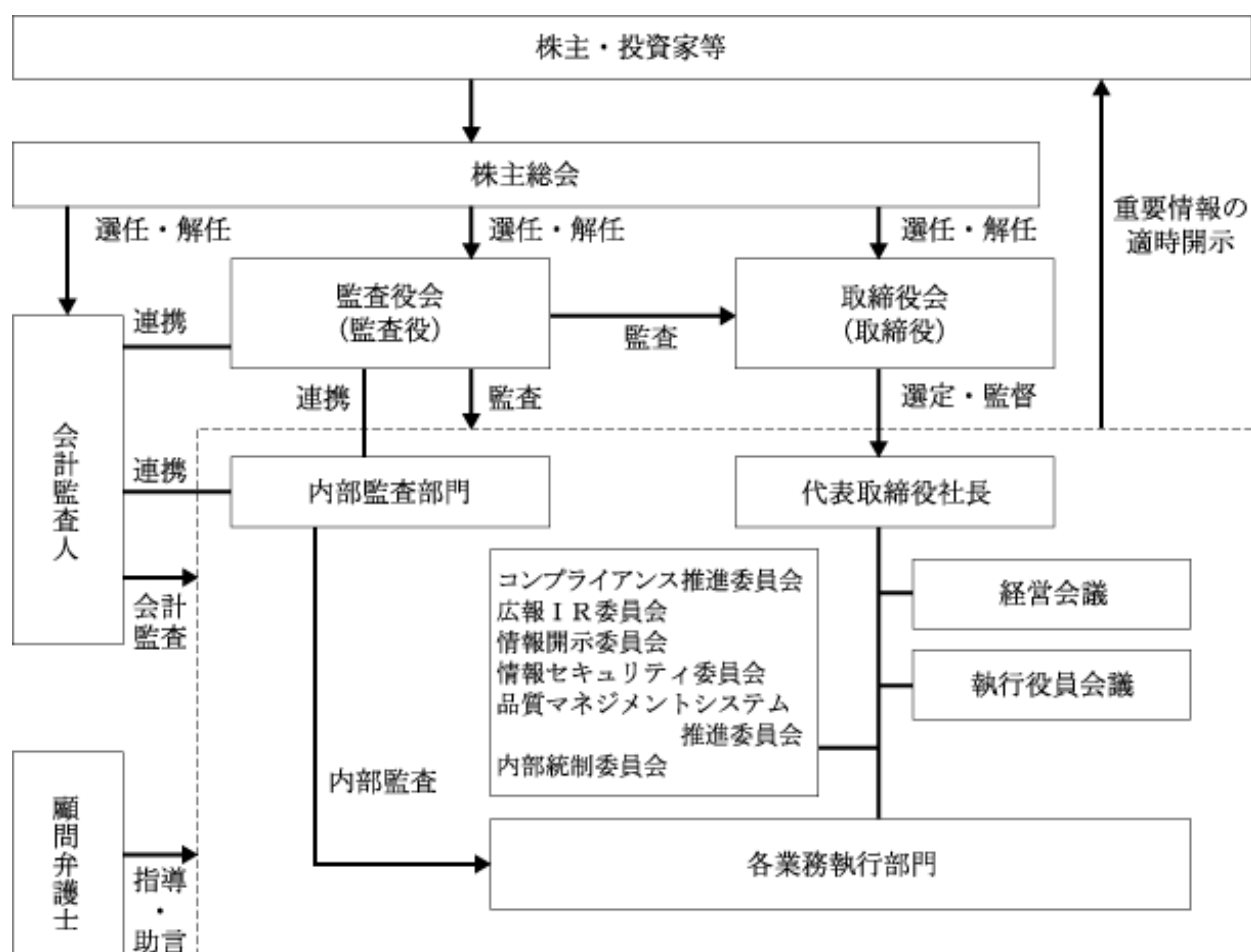 株主・投資家等
株主総会
選任・解任
選任・解任
選任・解任
重要情報の
適時開示
監査役会
(監査役)
取締役会
(取締役)
連携
監査
連携
監査
選定・監督
会計監査人
連携
内部監査部門
代表取締役社長
コンプライアンス推進委員会
広報ＩＲ委員会
情報開示委員会
情報セキュリティ委員会
品質マネジメントシステム
推進委員会
内部統制委員会
経営会議
執行役員会議
会計
監査
内部監査
各業務執行部門
顧問弁護士
指導
・
助言